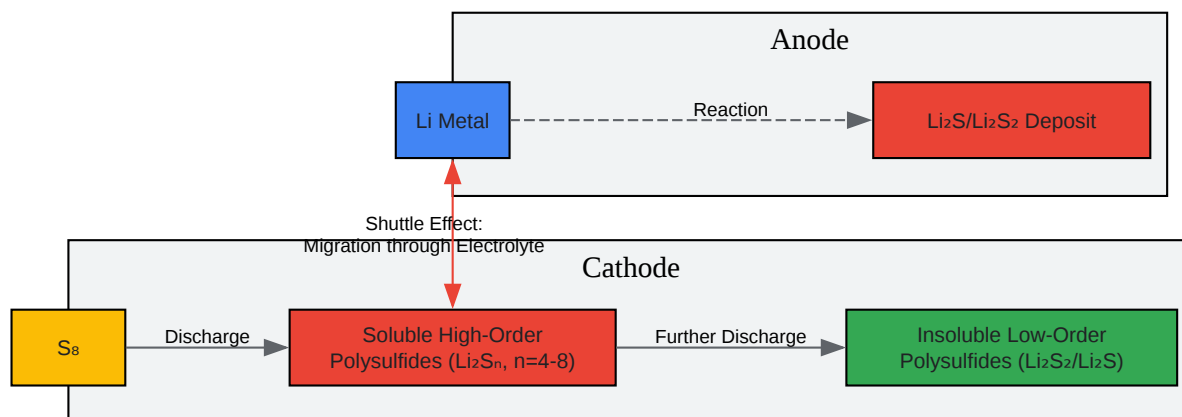 Anode
Li Metal
Reaction
Li₂S/Li₂S₂ Deposit
Shuttle Effect:
Migration through Electrolyte
Cathode
S₈
Discharge
Soluble High-Order
Polysulfides (Li₂Sₙ, n=4-8)
Further Discharge
Insoluble Low-Order
Polysulfides (Li₂S₂/Li₂S)